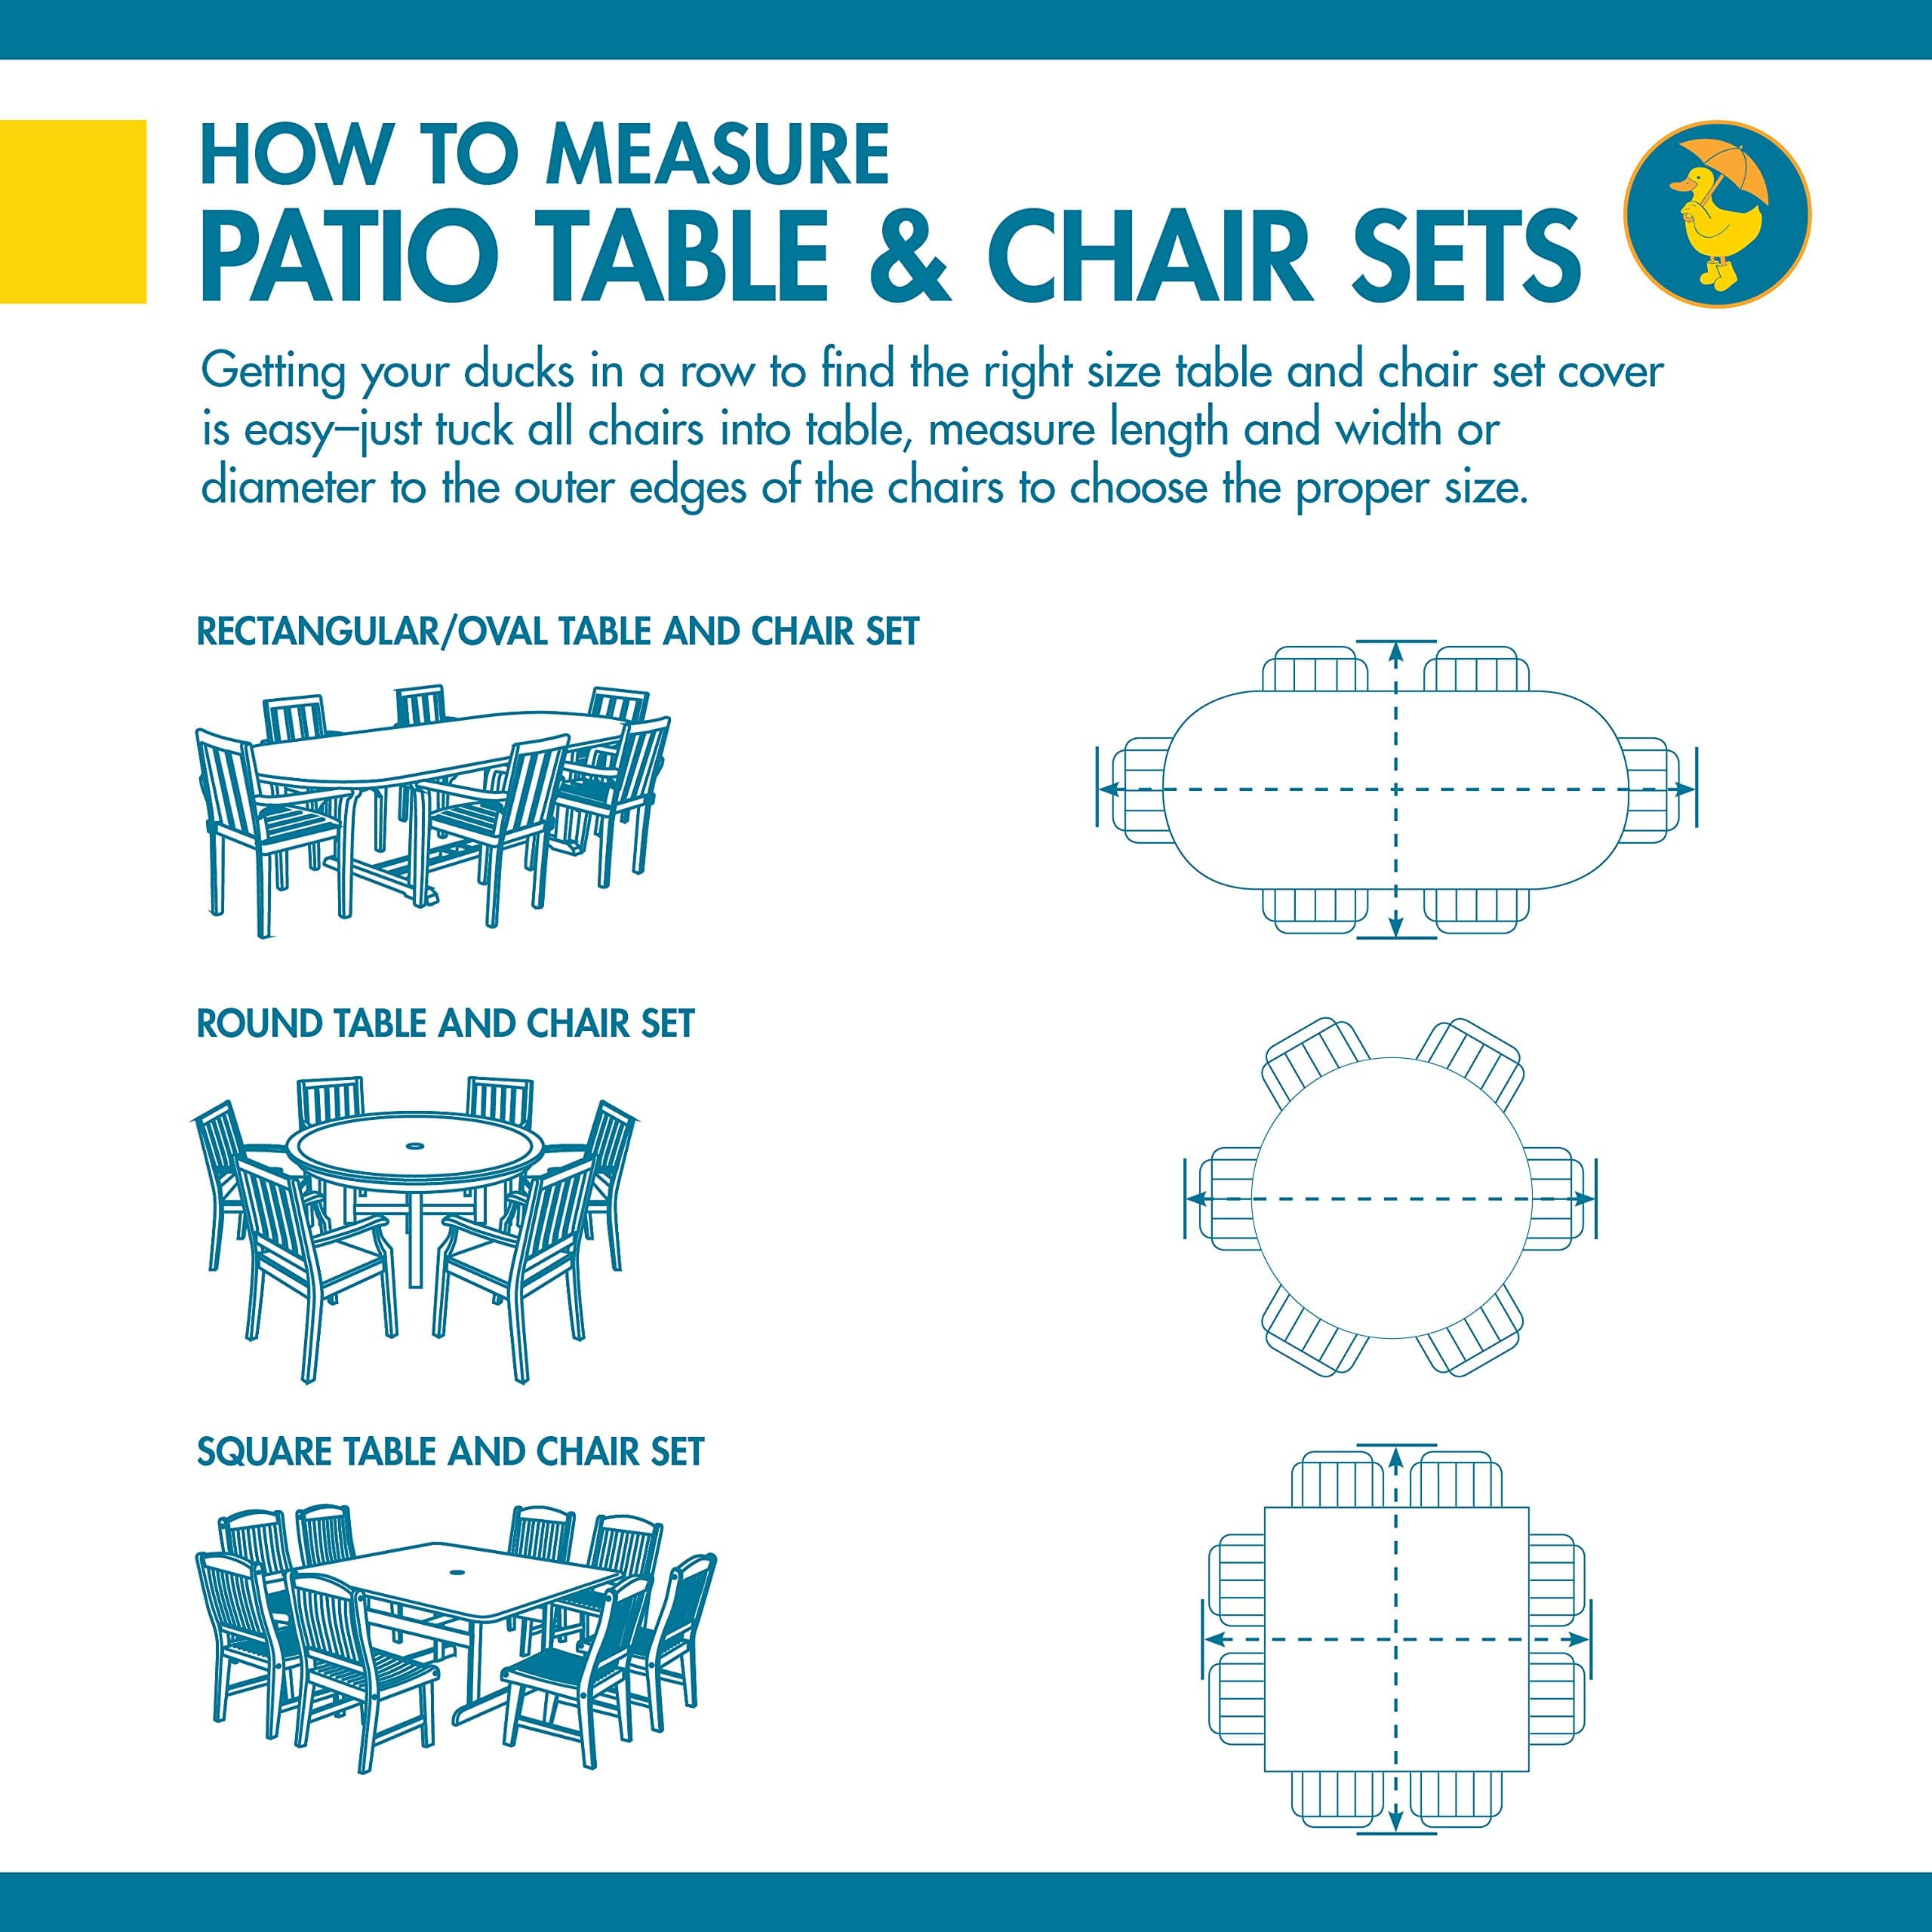 HOW TO MEASURE
PATIO TABLE & CHAIR SETS
Getting your ducks in a row to find the right size table and chair set cover
is easy–just tuck all chairs into table, measure length and width or
diameter to the outer edges of the chairs to choose the proper size.
RECTANGULAR/OVAL TABLE AND CHAIR SET
ROUND TABLE AND CHAIR SET
SQUARE TABLE AND CHAIR SET